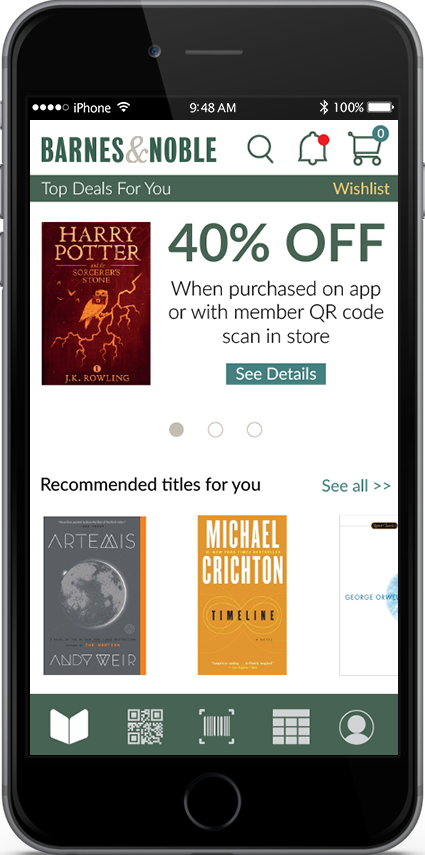 iPhone 9:48 AM 100%
BARNES&NOBLE 0
Top Deals For You Wishlist
HARRY
POTTER
and the
SORCERER'S
STONE
J.K. ROWLING
40% OFF
When purchased on app
or with member QR code
scan in store
See Details
Recommended titles for you See all >>
ARTEMIS
ANDY WEIR
MICHAEL
CRICHTON
TIMELINE
A NOVEL
GEORGE ORWEL